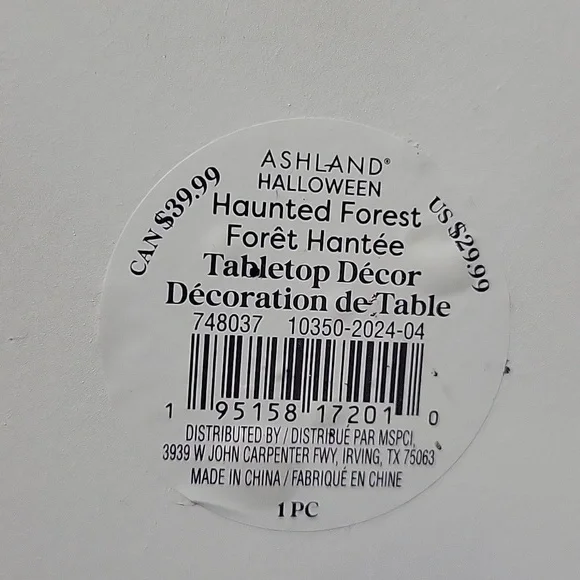 ASHLAND®
HALLOWEEN
CAN $39.99
US $29.99
Haunted Forest
Forêt Hantée
Tabletop Décor
Décoration de Table
748037 10350-2024-04
1 95158 17201 0
DISTRIBUTED BY / DISTRIBUÉ PAR MSPCI,
3939 W JOHN CARPENTER FWY, IRVING, TX 75063
MADE IN CHINA / FABRIQUÉ EN CHINE
1 PC